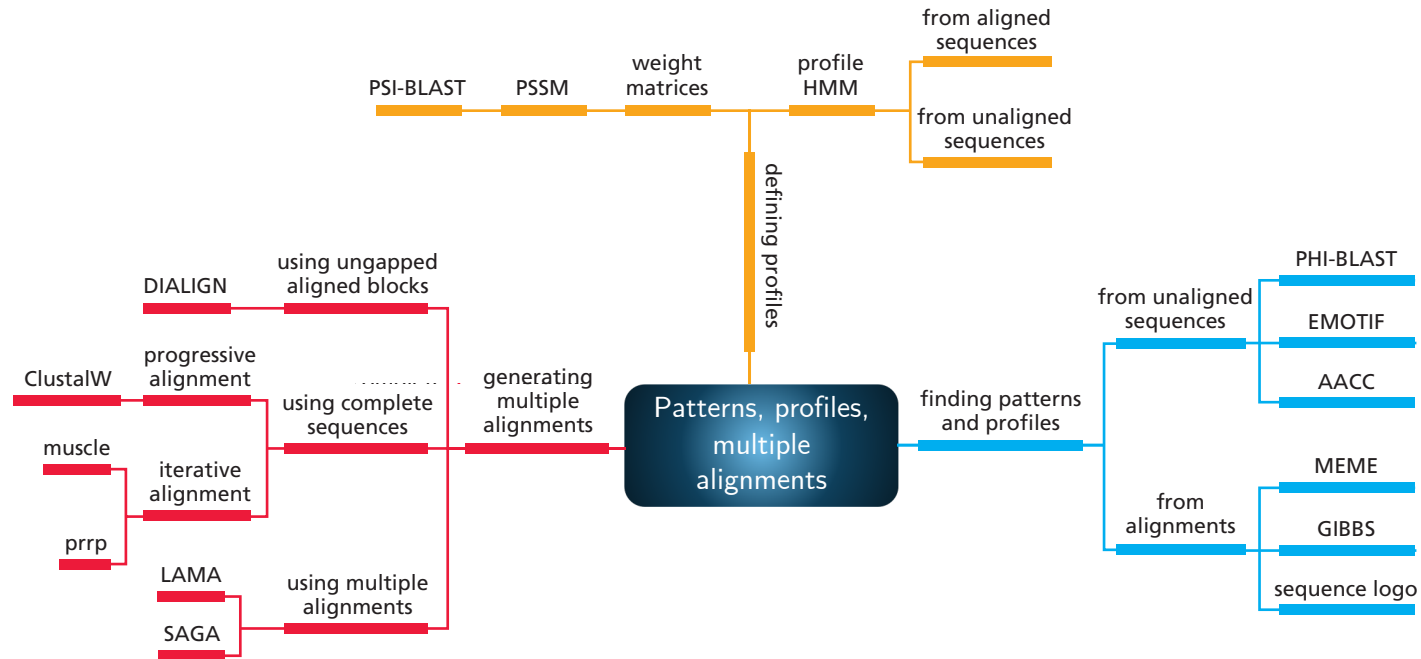 from aligned
sequences
weight
matrices
profile
HMM
PSI-BLAST
PSSM
from unaligned
sequences
defining profiles
using ungapped
aligned blocks
DIALIGN
PHI-BLAST
from unaligned
sequences
EMOTIF
AACC
progressive
alignment
ClustalW
using complete
sequences
generating
multiple
alignments
Patterns, profiles,
multiple
alignments
finding patterns
and profiles
muscle
iterative
alignment
prrp
MEME
from
alignments
GIBBS
sequence logo
LAMA
using multiple
alignments
SAGA